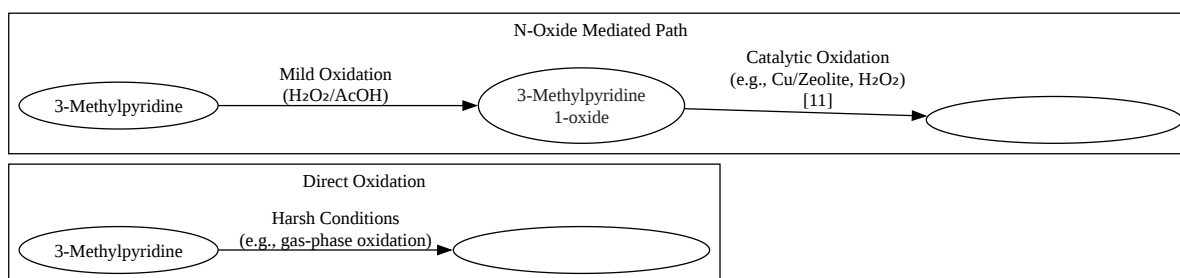 N-Oxide Mediated Path
3-Methylpyridine
Mild Oxidation
(H₂O₂/AcOH)
3-Methylpyridine
1-oxide
Catalytic Oxidation
(e.g., Cu/Zeolite, H₂O₂)
[11]
Direct Oxidation
3-Methylpyridine
Harsh Conditions
(e.g., gas-phase oxidation)